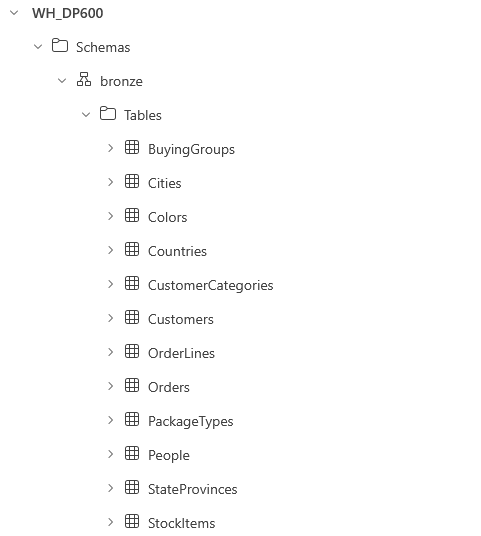 WH_DP600
Schemas
bronze
Tables
BuyingGroups
Cities
Colors
Countries
CustomerCategories
Customers
OrderLines
Orders
PackageTypes
People
StateProvinces
StockItems